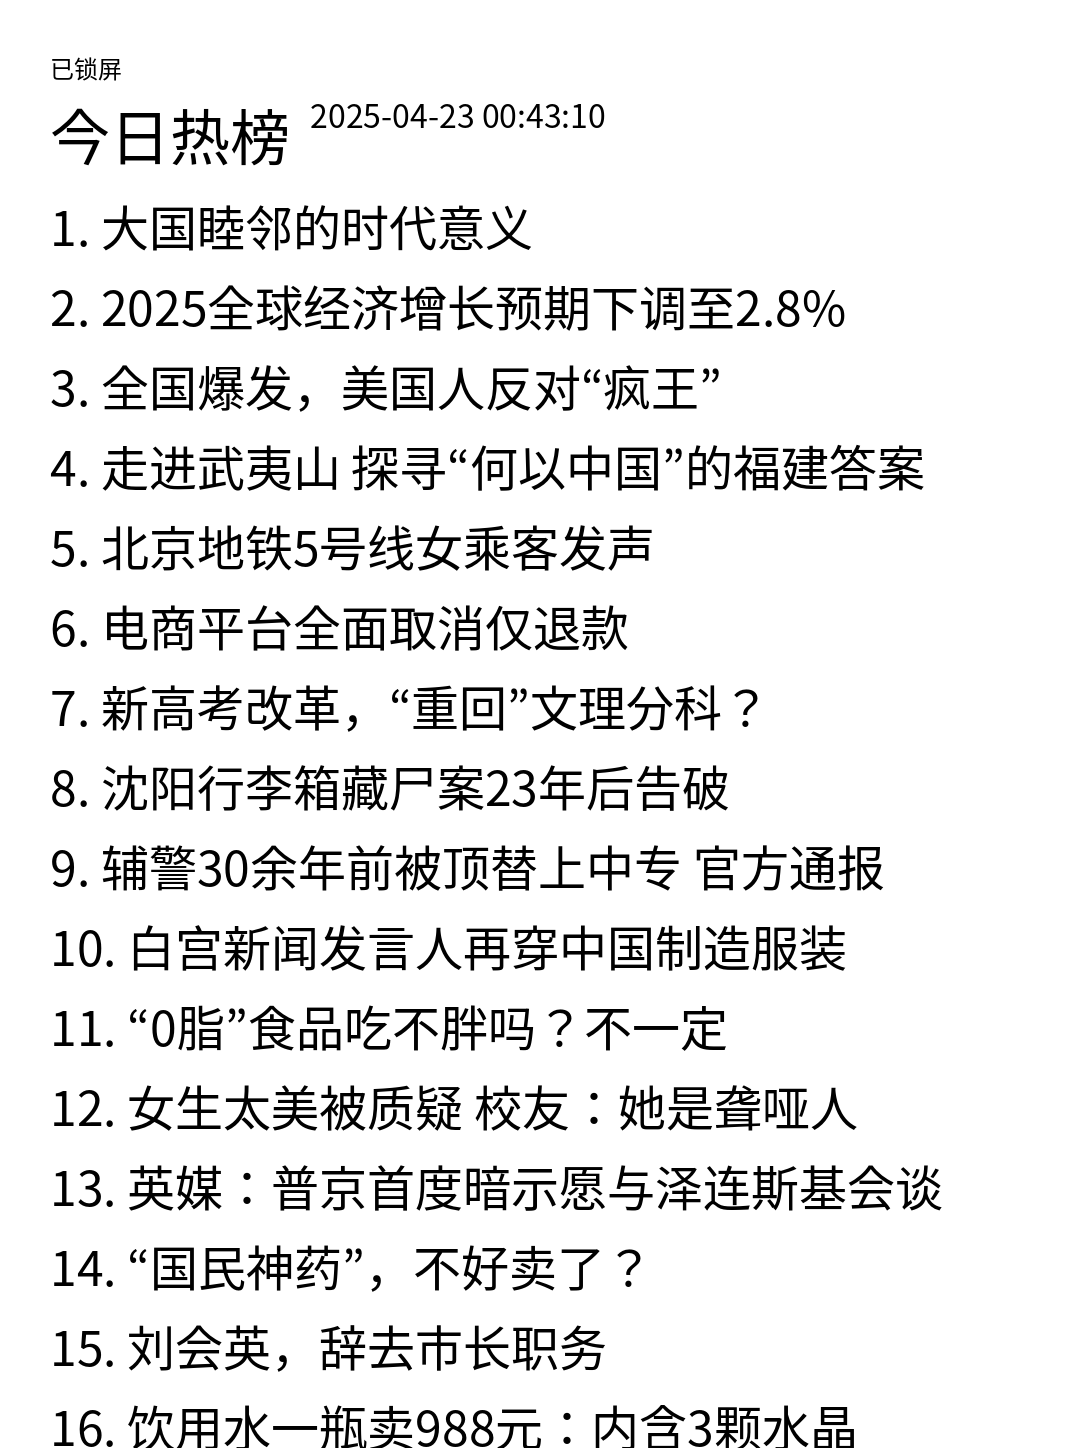 已锁屏
今日热榜 2025-04-23 00:43:10
1. 大国睦邻的时代意义
2. 2025全球经济增长预期下调至2.8%
3. 全国爆发，美国人反对“疯王”
4. 走进武夷山 探寻“何以中国”的福建答案
5. 北京地铁5号线女乘客发声
6. 电商平台全面取消仅退款
7. 新高考改革，“重回”文理分科？
8. 沈阳行李箱藏尸案23年后告破
9. 辅警30余年前被顶替上中专 官方通报
10. 白宫新闻发言人再穿中国制造服装
11. “0脂”食品吃不胖吗？不一定
12. 女生太美被质疑 校友：她是聋哑人
13. 英媒：普京首度暗示愿与泽连斯基会谈
14. “国民神药”，不好卖了？
15. 刘会英，辞去市长职务
16. 饮用水一瓶卖988元：内含3颗水晶